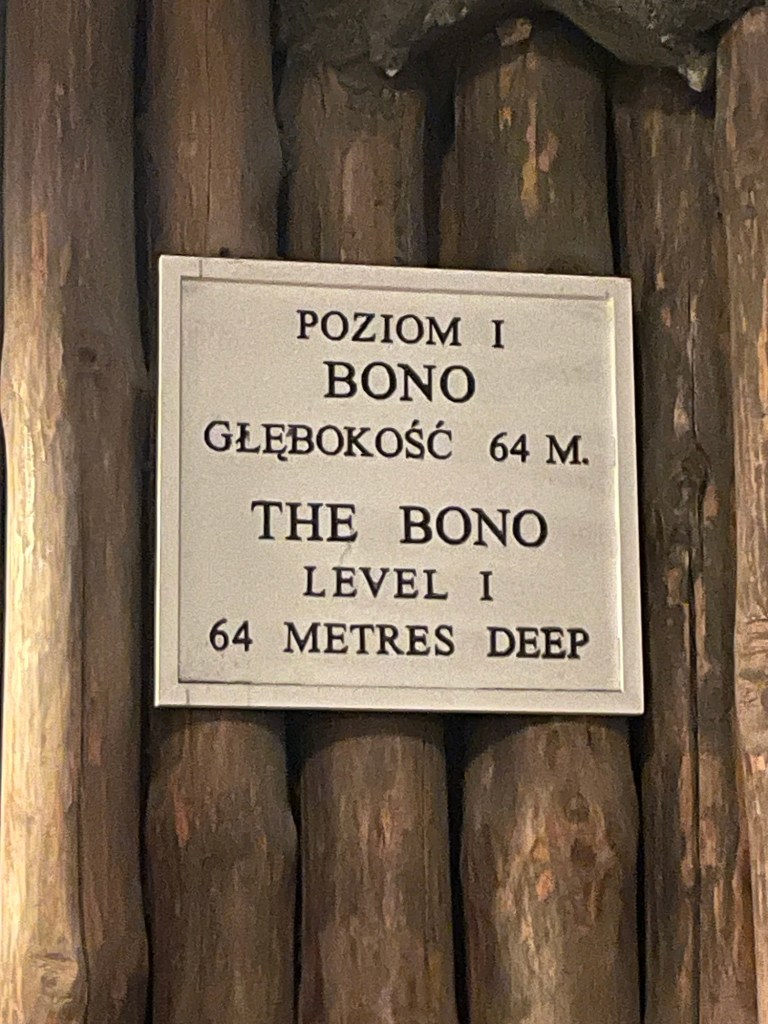 POZIOM I
BONO
GŁĘBOKOŚĆ 64 M.
THE BONO
LEVEL I
64 METRES DEEP